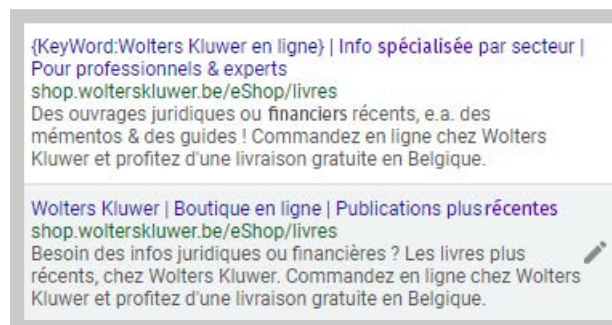 {KeyWord:Wolters Kluwer en ligne} | Info spécialisée par secteur |
Pour professionnels & experts
shop.wolterskluwer.be/eShop/livres
Des ouvrages juridiques ou financiers récents, e.a. des
mémentos & des guides ! Commandez en ligne chez Wolters
Kluwer et profitez d'une livraison gratuite en Belgique.
Wolters Kluwer | Boutique en ligne | Publications plus récentes
shop.wolterskluwer.be/eShop/livres
Besoin des infos juridiques ou financières ? Les livres plus
récents, chez Wolters Kluwer. Commandez en ligne chez Wolters
Kluwer et profitez d'une livraison gratuite en Belgique.